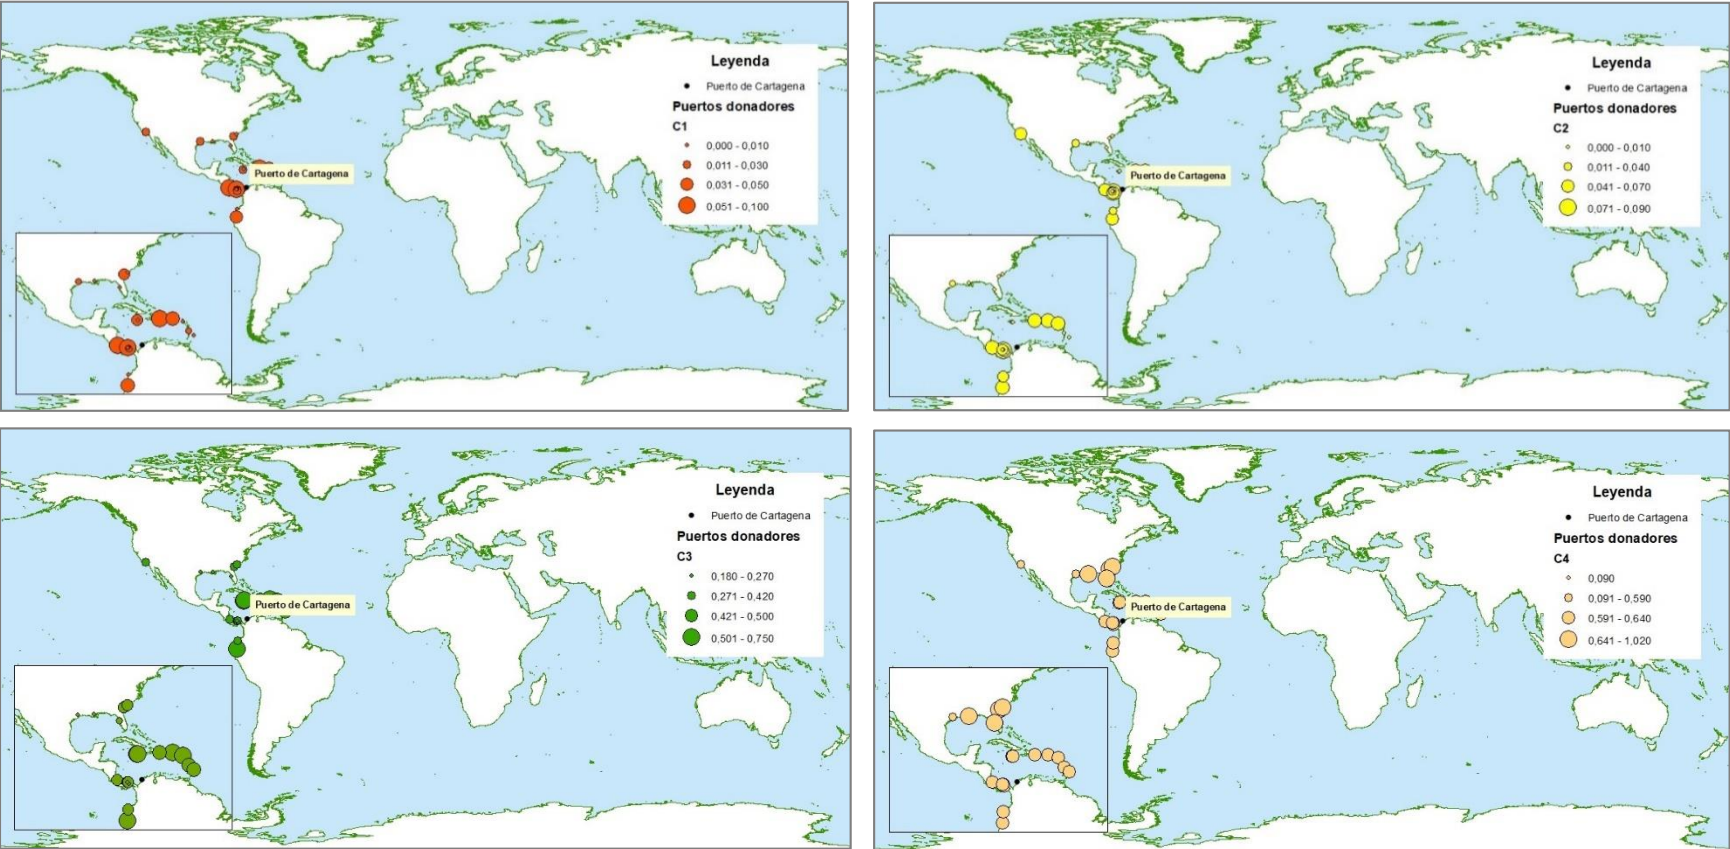 Leyenda
Puerto de Cartagena
Puertos donadores
C1
0,000 - 0,010
0,011 - 0,030
0,031 - 0,050
0,051 - 0,100
Puerto de Cartagena
Leyenda
Puerto de Cartagena
Puertos donadores
C2
0,000 - 0,010
0,011 - 0,040
0,041 - 0,070
0,071 - 0,090
Puerto de Cartagena
Leyenda
Puerto de Cartagena
Puertos donadores
C3
0,180 - 0,270
0,271 - 0,420
0,421 - 0,500
0,501 - 0,750
Puerto de Cartagena
Leyenda
Puerto de Cartagena
Puertos donadores
C4
0,090
0,091 - 0,590
0,591 - 0,640
0,641 - 1,020
Puerto de Cartagena